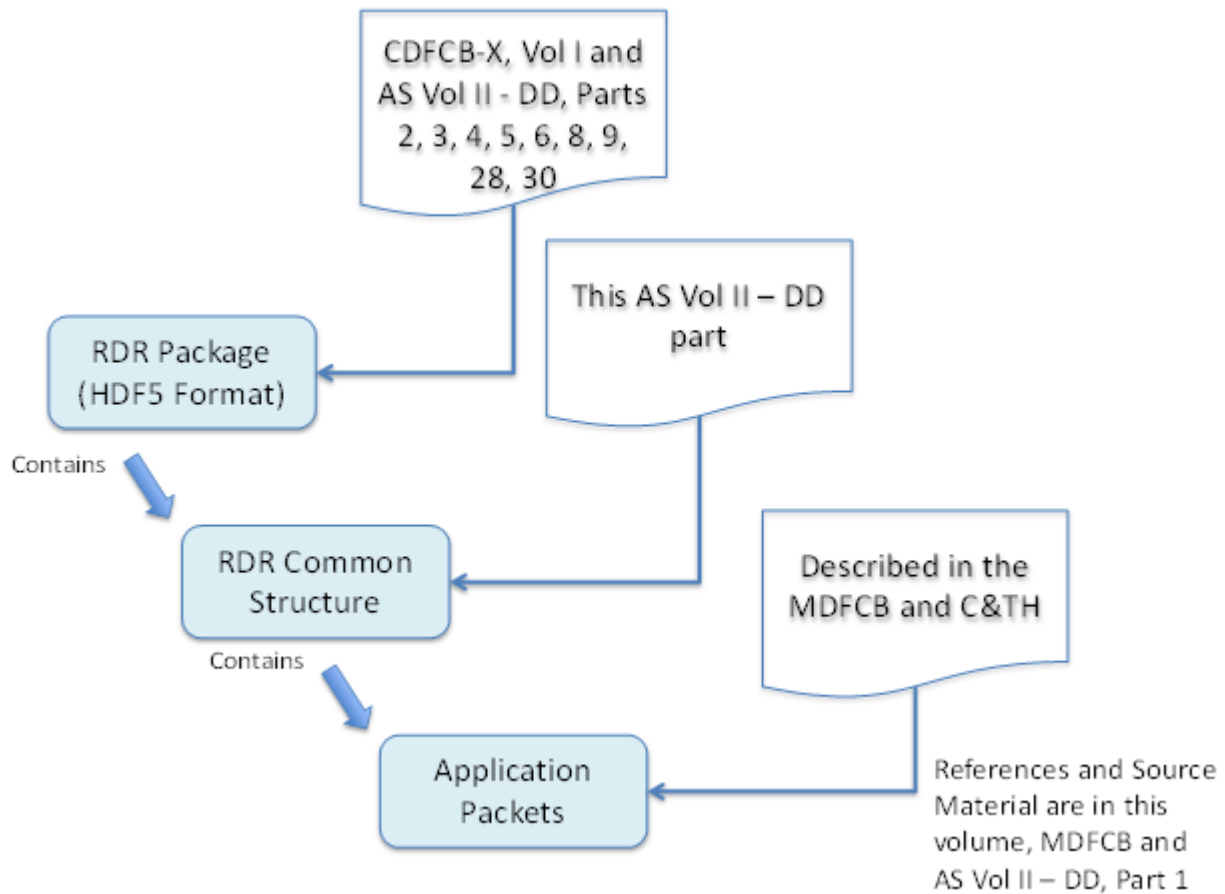 CDFCB-X, Vol I and
AS Vol II - DD, Parts
2, 3, 4, 5, 6, 8, 9,
28, 30
This AS Vol II – DD
part
RDR Package
(HDF5 Format)
Contains
RDR Common
Structure
Described in the
MDFCB and C&TH
Contains
Application
Packets
References and Source
Material are in this
volume, MDFCB and
AS Vol II – DD, Part 1